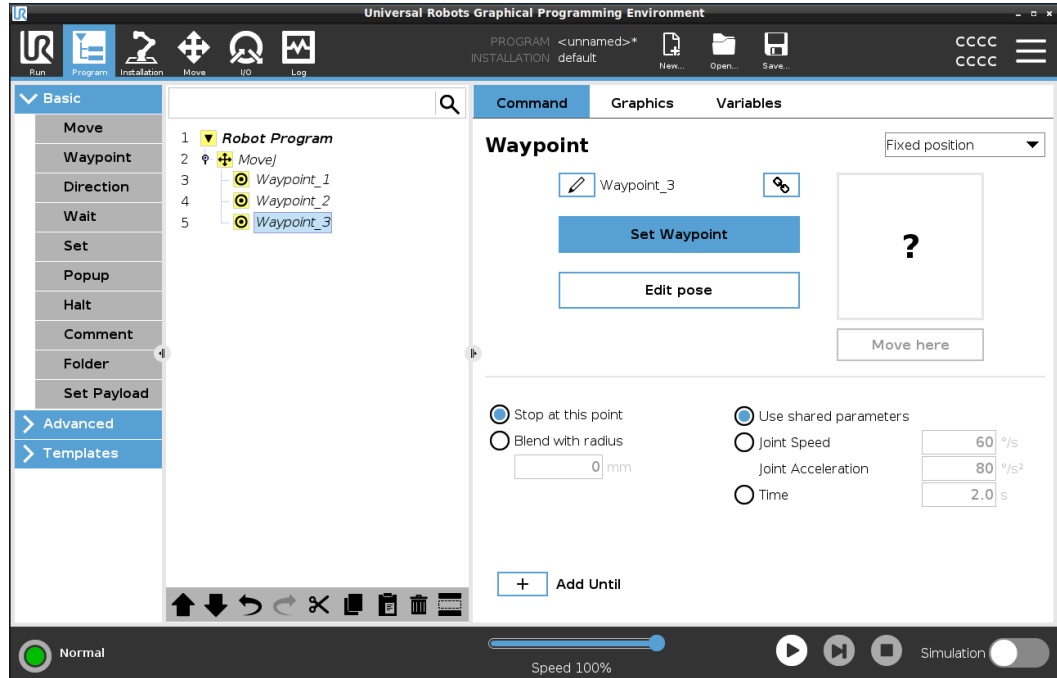 Universal Robots Graphical Programming Environment
PROGRAM <unnamed>*
INSTALLATION default
Run
Program
Installation
Move
I/O
Log
New...
Open...
Save...
CCCC
CCCC
Basic
Move
Waypoint
Direction
Wait
Set
Popup
Halt
Comment
Folder
Set Payload
Advanced
Templates
1 Robot Program
2 MoveJ
3 Waypoint_1
4 Waypoint_2
5 Waypoint_3
Command Graphics Variables
Waypoint
Fixed position
Waypoint_3
Set Waypoint
Edit pose
?
Move here
Stop at this point
Blend with radius
0 mm
Use shared parameters
Joint Speed 60 °/s
Joint Acceleration 80 °/s²
Time 2.0 s
+ Add Until
Normal
Speed 100%
Simulation